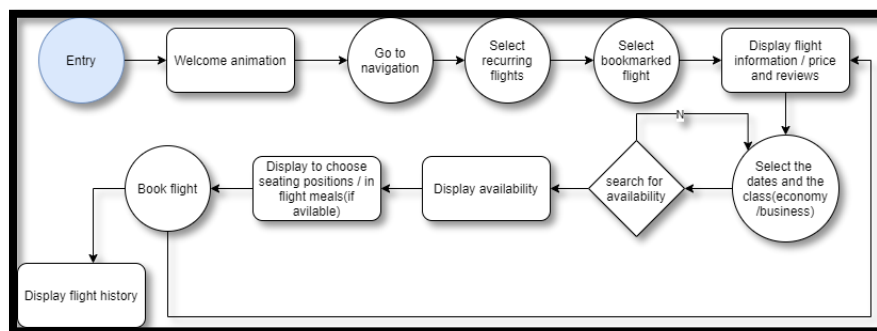 Entry
Welcome animation
Go to
navigation
Select
recurring
flights
Select
bookmarked
flight
Display flight
information / price
and reviews
N
Select the
dates and the
class(economy
/business)
search for
availability
Display availability
Display to choose
seating positions / in
flight meals(if
avilable)
Book flight
Display flight history